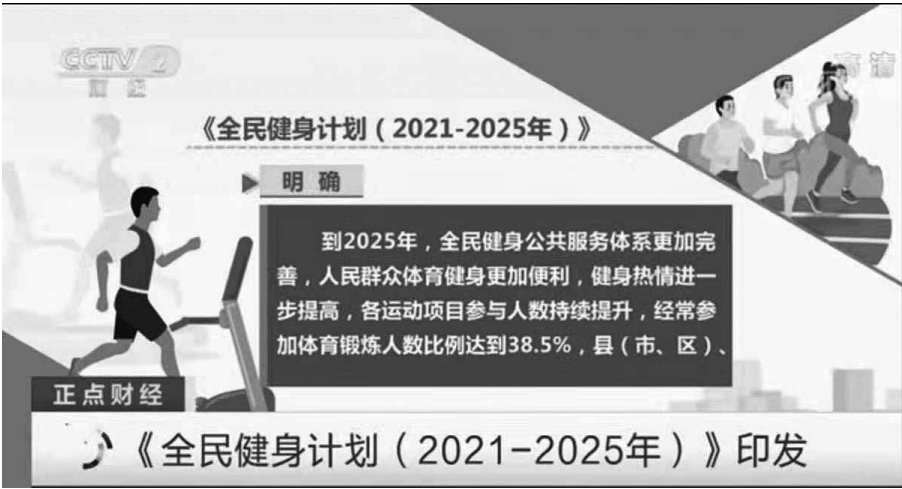 CCTV 2
财经
高清
《全民健身计划（2021-2025年）》
明确
到2025年，全民健身公共服务体系更加完
善，人民群众体育健身更加便利，健身热情进一
步提高，各运动项目参与人数持续提升，经常参
加体育锻炼人数比例达到38.5%，县（市、区）、
正点财经
《全民健身计划（2021-2025年）》印发